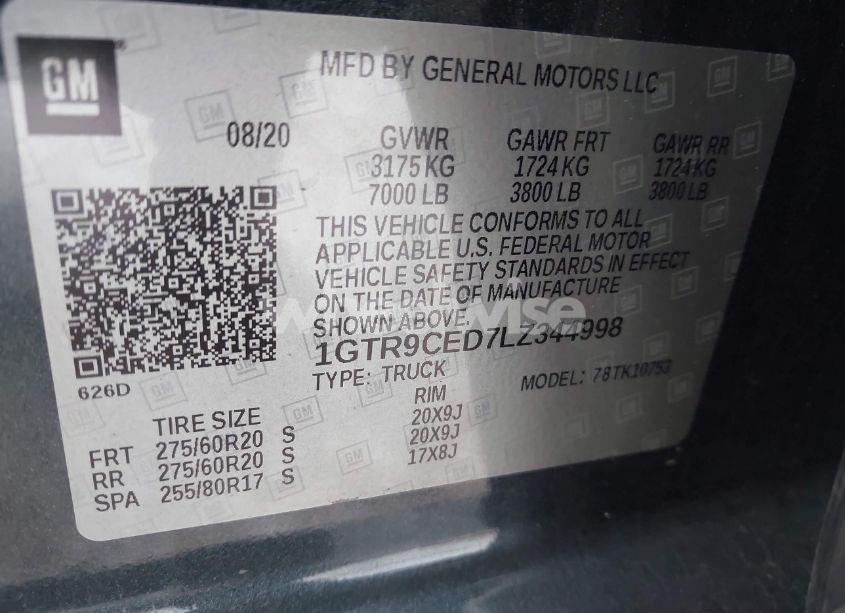 GM
MFD BY GENERAL MOTORS LLC
08/20 GVWR GAWR FRT GAWR RR
3175 KG 1724 KG 1724KG
7000 LB 3800 LB 3800 LB
THIS VEHICLE CONFORMS TO ALL
APPLICABLE U.S. FEDERAL MOTOR
VEHICLE SAFETY STANDARDS IN EFFECT
ON THE DATE OF MANUFACTURE
SHOWN ABOVE.
1GTR9CED7LZ344998
TYPE: TRUCK MODEL: 78TK10753
626D
TIRE SIZE RIM
FRT 275/60R20 S 20X9J
RR 275/60R20 S 20X9J
SPA 255/80R17 S 17X8J